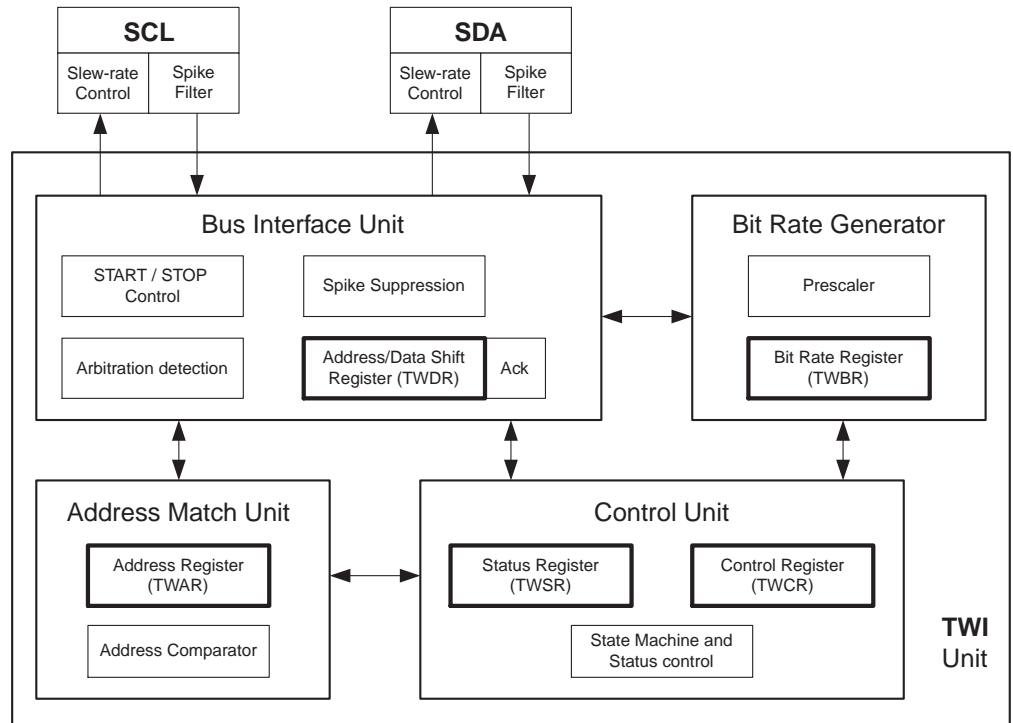 SCL
Slew-rate
Control
Spike
Filter
SDA
Slew-rate
Control
Spike
Filter
Bus Interface Unit
START / STOP
Control
Spike Suppression
Arbitration detection
Address/Data Shift
Register (TWDR)
Ack
Bit Rate Generator
Prescaler
Bit Rate Register
(TWBR)
Address Match Unit
Address Register
(TWAR)
Address Comparator
Control Unit
Status Register
(TWSR)
Control Register
(TWCR)
State Machine and
Status control
TWI
Unit